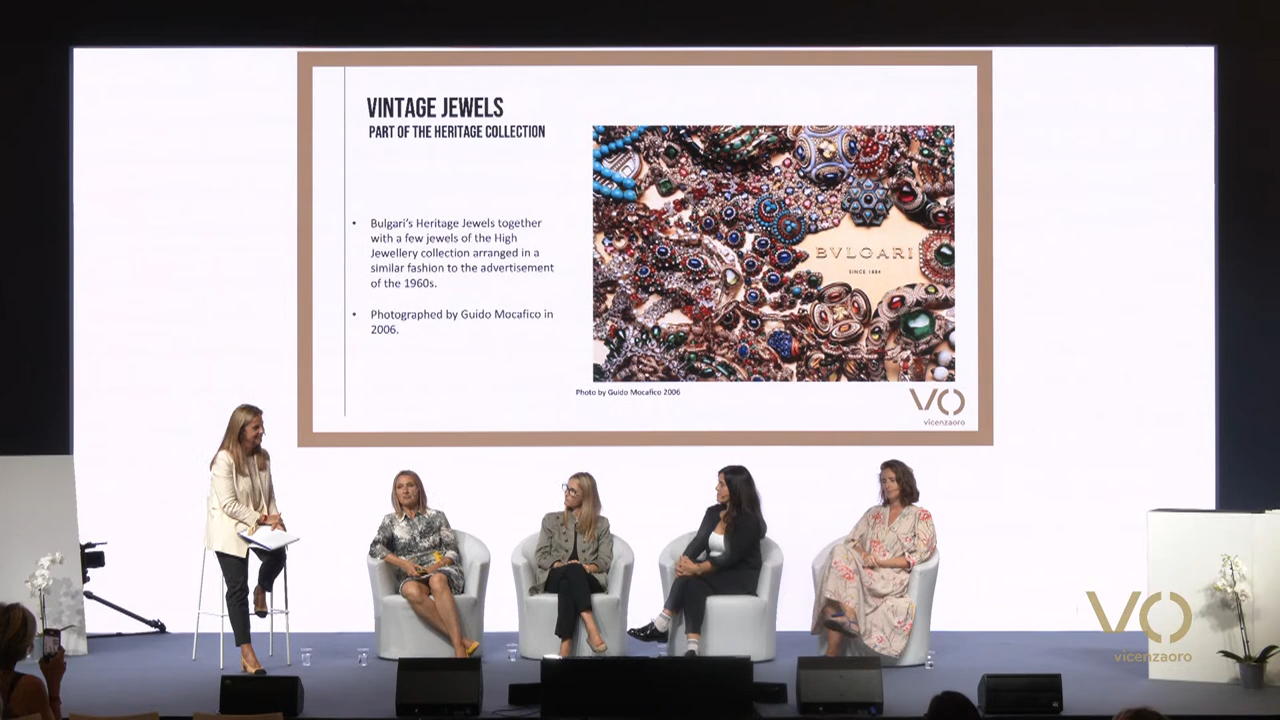 VINTAGE JEWELS
PART OF THE HERITAGE COLLECTION
• Bulgari's Heritage Jewels together
with a few jewels of the High
Jewellery collection arranged in a
similar fashion to the advertisement
of the 1960s.
• Photographed by Guido Mocafico in
2006.
BVLGARI
SINCE 1884
Photo by Guido Mocafico 2006
VO
vicenzaoro
VO
vicenzaoro